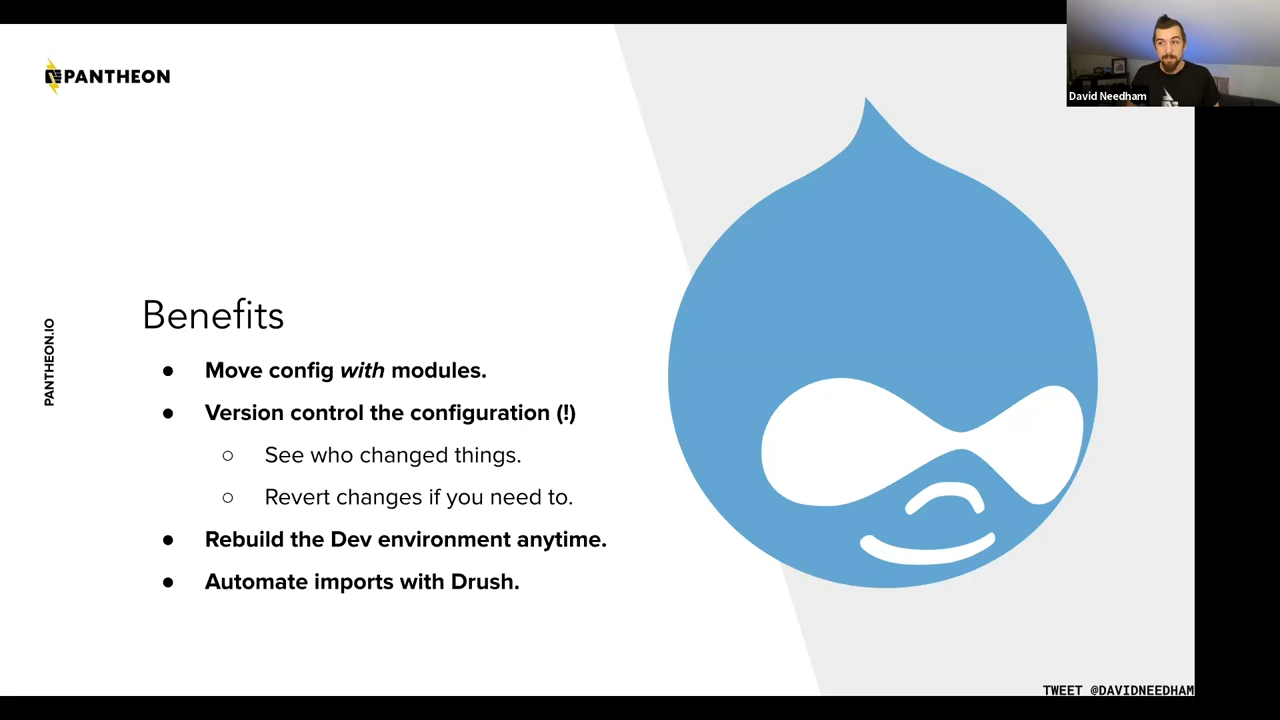 PANTHEON
David Needham
PANTHEON.IO
Benefits
● Move config with modules.
● Version control the configuration (!)
○ See who changed things.
○ Revert changes if you need to.
● Rebuild the Dev environment anytime.
● Automate imports with Drush.
TWEET @DAVIDNEEDHAM